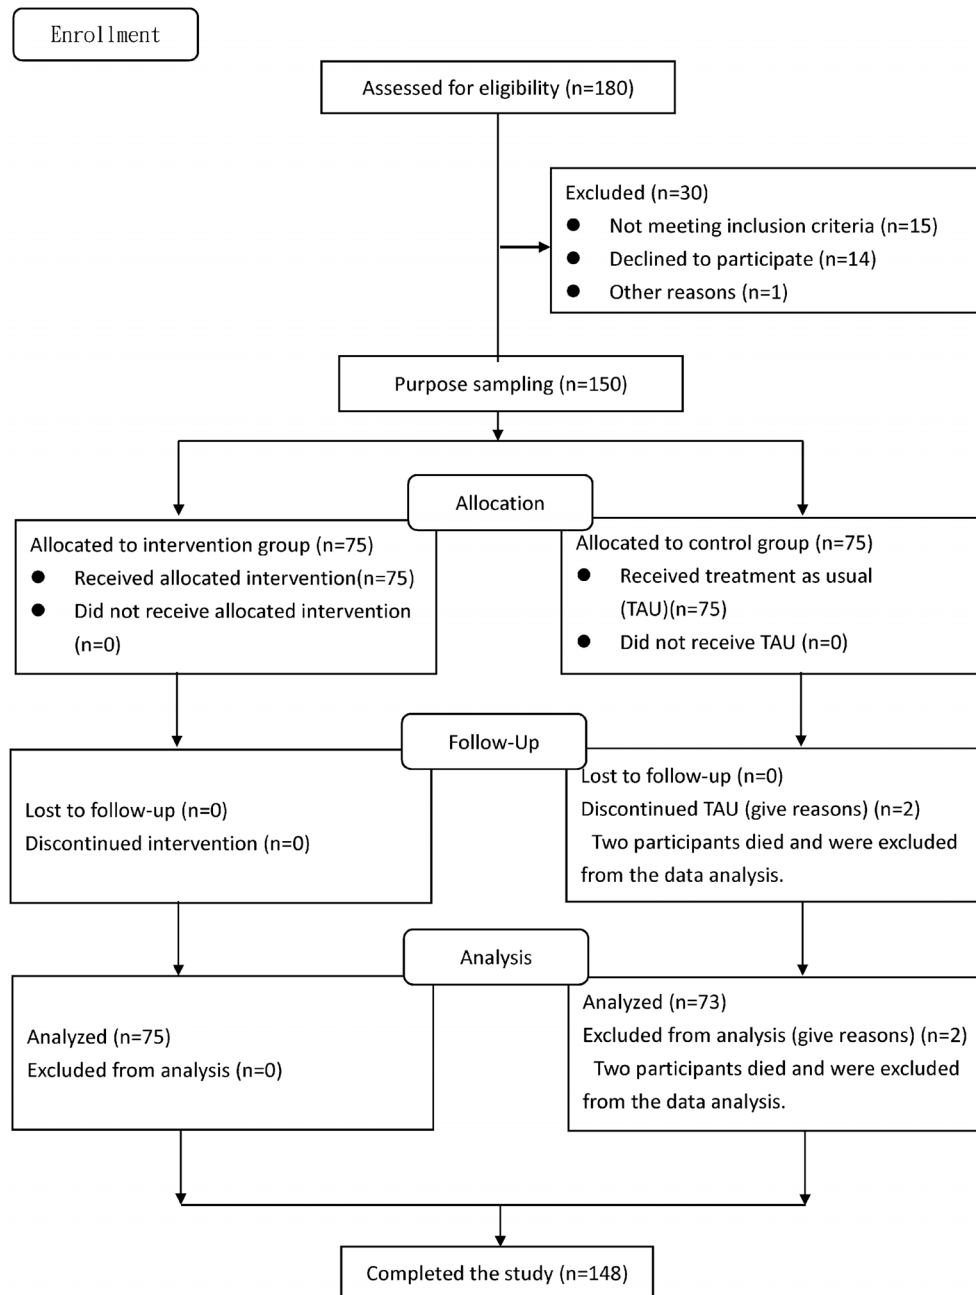 Enrollment
Assessed for eligibility (n=180)
Excluded (n=30)
● Not meeting inclusion criteria (n=15)
● Declined to participate (n=14)
● Other reasons (n=1)
Purpose sampling (n=150)
Allocation
Allocated to intervention group (n=75)
● Received allocated intervention(n=75)
● Did not receive allocated intervention
(n=0)
Allocated to control group (n=75)
● Received treatment as usual
(TAU)(n=75)
● Did not receive TAU (n=0)
Follow-Up
Lost to follow-up (n=0)
Discontinued intervention (n=0)
Lost to follow-up (n=0)
Discontinued TAU (give reasons) (n=2)
Two participants died and were excluded
from the data analysis.
Analysis
Analyzed (n=75)
Excluded from analysis (n=0)
Analyzed (n=73)
Excluded from analysis (give reasons) (n=2)
Two participants died and were excluded
from the data analysis.
Completed the study (n=148)